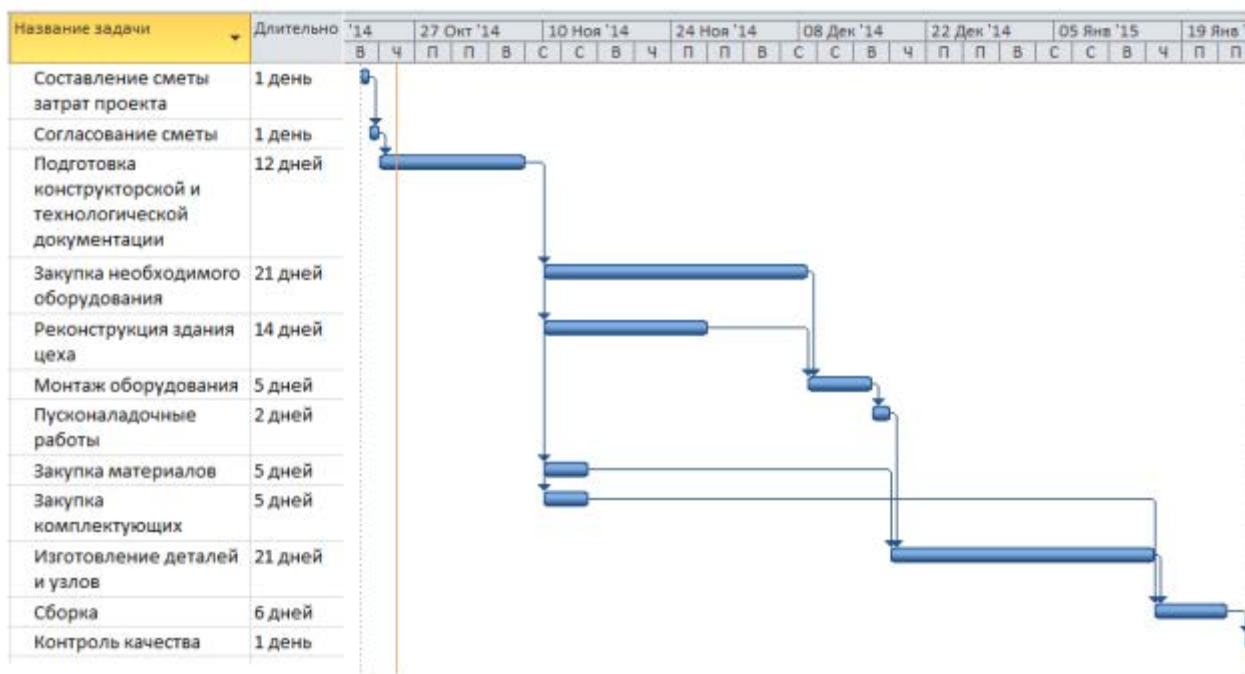 Название задачи Длительно '14 27 Окт '14 10 Ноя '14 24 Ноя '14 08 Дек '14 22 Дек '14 05 Янв '15 19 Янв '
В Ч П П В С С В Ч П П В С С В Ч П П В С С В Ч П П
Составление сметы 1 день
затрат проекта
Согласование сметы 1 день
Подготовка 12 дней
конструкторской и
технологической
документации
Закупка необходимого 21 дней
оборудования
Реконструкция здания 14 дней
цеха
Монтаж оборудования 5 дней
Пусконаладочные 2 дней
работы
Закупка материалов 5 дней
Закупка 5 дней
комплектующих
Изготовление деталей 21 дней
и узлов
Сборка 6 дней
Контроль качества 1 день